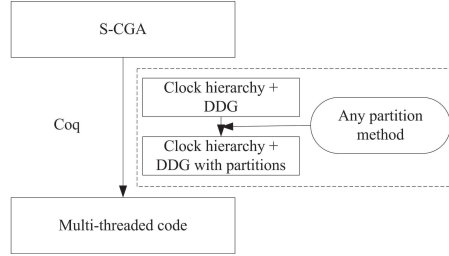 S-CGA
Clock hierarchy +
DDG
Coq
Any partition
method
Clock hierarchy +
DDG with partitions
Multi-threaded code